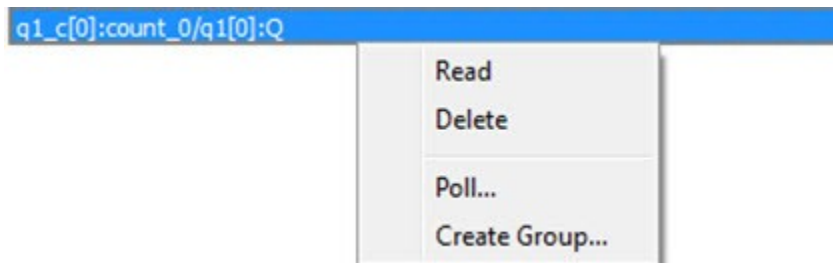 q1_c[0]:count_0/q1[0]:Q
Read
Delete
Poll...
Create Group...